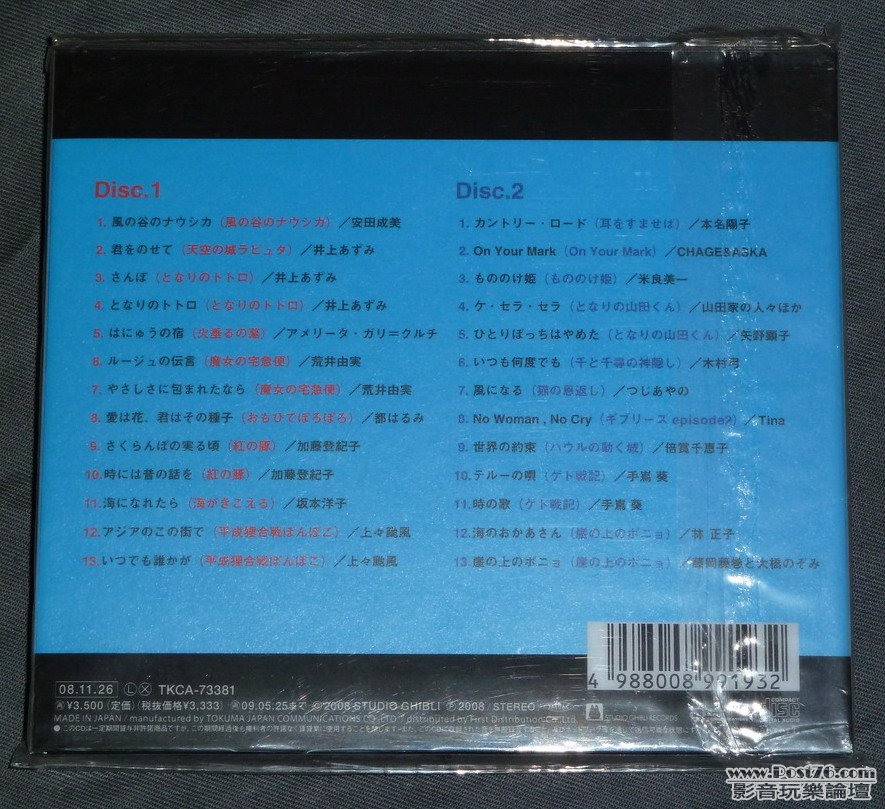 Disc.1
1. 風の谷のナウシカ（風の谷のナウシカ）／安田成美
2. 君をのせて（天空の城ラピュタ）／井上あずみ
3. さんぽ（となりのトトロ）／井上あずみ
4. となりのトトロ（となりのトトロ）／井上あずみ
5. はにゅうの宿（火垂るの墓）／アメリータ・ガリ＝クルチ
6. ルージュの伝言（魔女の宅急便）／荒井由実
7. やさしさに包まれたなら（魔女の宅急便）／荒井由実
8. 愛は花、君はその種子（おもひでぽろぽろ）／都はるみ
9. さくらんぼの実る頃（紅の豚）／加藤登紀子
10. 時には昔の話を（紅の豚）／加藤登紀子
11. 海になれたら（海がきこえる）／坂本洋子
12. アジアのこの街で（平成狸合戦ぽんぽこ）／上々颱風
13. いつでも誰かが（平成狸合戦ぽんぽこ）／上々颱風
Disc.2
1. カントリー・ロード（耳をすませば）／本名陽子
2. On Your Mark（On Your Mark）／CHAGE&ASKA
3. もののけ姫（もののけ姫）／米良美一
4. ケ・セラ・セラ（となりの山田くん）／山田家の人々ほか
5. ひとりぼっちはやめた（となりの山田くん）／矢野顕子
6. いつも何度でも（千と千尋の神隠し）／木村弓
7. 風になる（猫の恩返し）／つじあやの
8. No Woman , No Cry（ギブリーズ episode2）／Tina
9. 世界の約束（ハウルの動く城）／倍賞千恵子
10. テルーの唄（ゲド戦記）／手嶌 葵
11. 時の歌（ゲド戦記）／手嶌 葵
12. 海のおかあさん（崖の上のポニョ）／林 正子
13. 崖の上のポニョ（崖の上のポニョ）／藤岡藤巻と大橋のぞみ
08.11.26 Ⓛ Ⓧ TKCA-73381
¥3,500（定価）（税抜価格¥3,333）09.05.25まで ©2008 STUDIO GHIBLI Ⓟ 2008 / STEREO
MADE IN JAPAN / manufactured by TOKUMA JAPAN COMMUNICATIONS CO.,LTD. / distributed by First Distribution Co.,Ltd.
4 988008 991932
STUDIO GHIBLI RECORDS
COMPACT
DIGITAL AUDIO
www.Post76.com
影音玩樂論壇